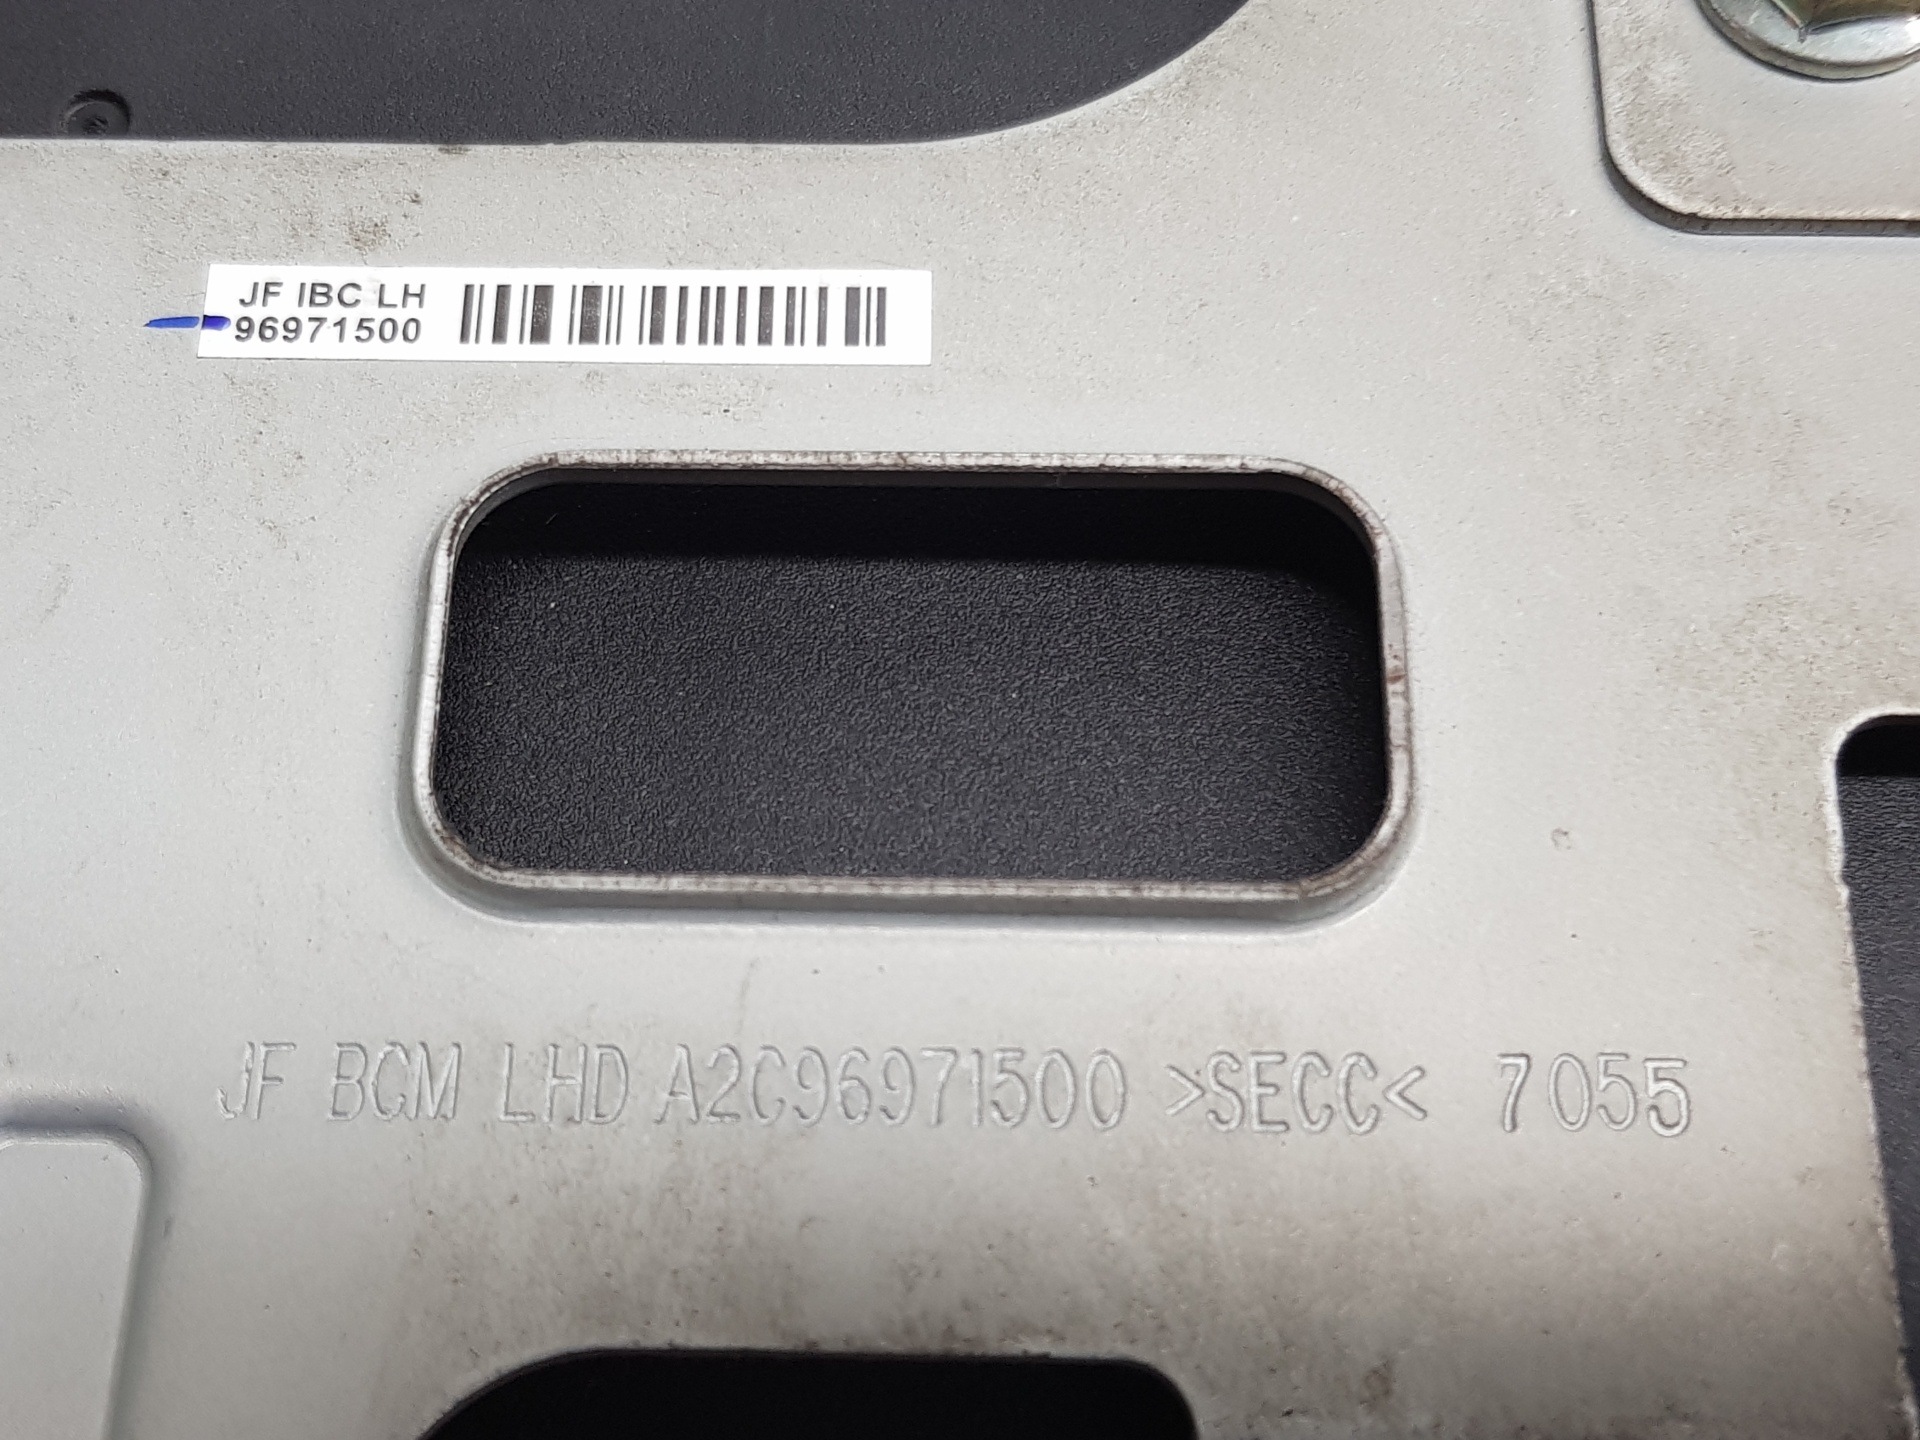 JF IBC LH
96971500
JF BCM LHD A2C96971500 >SECC< 7055